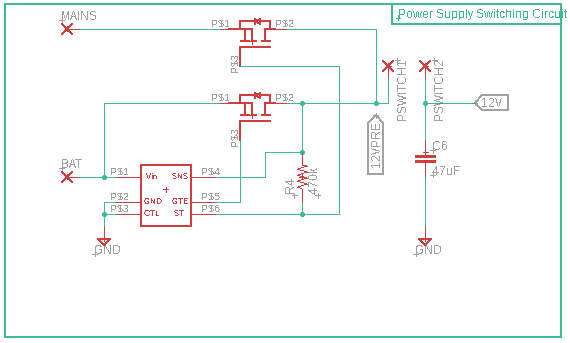 Power Supply Switching Circuit
MAINS
P$1
P$2
P$3
PSWITCH1
PSWITCH2
P$1
P$2
P$3
12V
12VPRE
BAT
P$1
Vin
SNS
P$4
P$2
GND
GTE
P$5
P$3
CTL
ST
P$6
R4
470k
C6
47uF
GND
GND